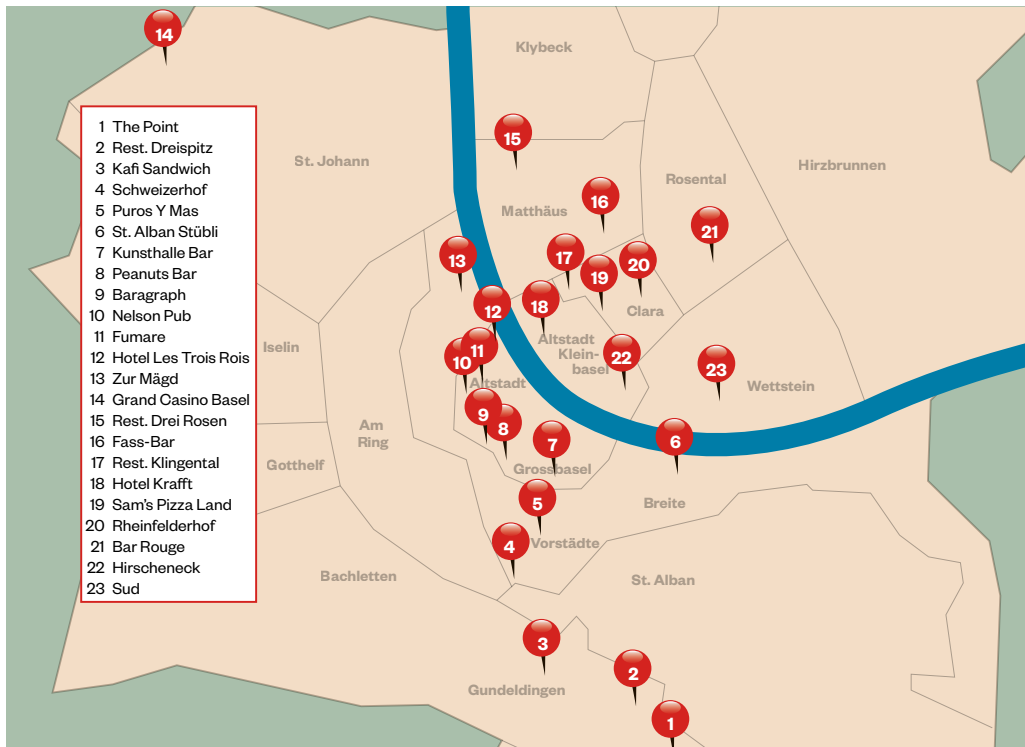 14
Klybeck
1 The Point
2 Rest. Dreispitz
3 Kafi Sandwich
4 Schweizerhof
5 Puros Y Mas
6 St. Alban Stübli
7 Kunsthalle Bar
8 Peanuts Bar
9 Baragraph
10 Nelson Pub
11 Fumare
12 Hotel Les Trois Rois
13 Zur Mägd
14 Grand Casino Basel
15 Rest. Drei Rosen
16 Fass-Bar
17 Rest. Klingental
18 Hotel Krafft
19 Sam's Pizza Land
20 Rheinfelderhof
21 Bar Rouge
22 Hirscheneck
23 Sud
15
St. Johann
Hirzbrunnen
Rosental
16
Matthäus
21
17
13
20
19
18
12
Clara
Altstadt
Klein-
basel
Iselin
11
22
10
23
Altstadt
Wettstein
9
8
Am
Ring
7
6
Gotthelf
Grossbasel
5
Breite
4
Vorstädte
Bachletten
St. Alban
3
2
Gundeldingen
1